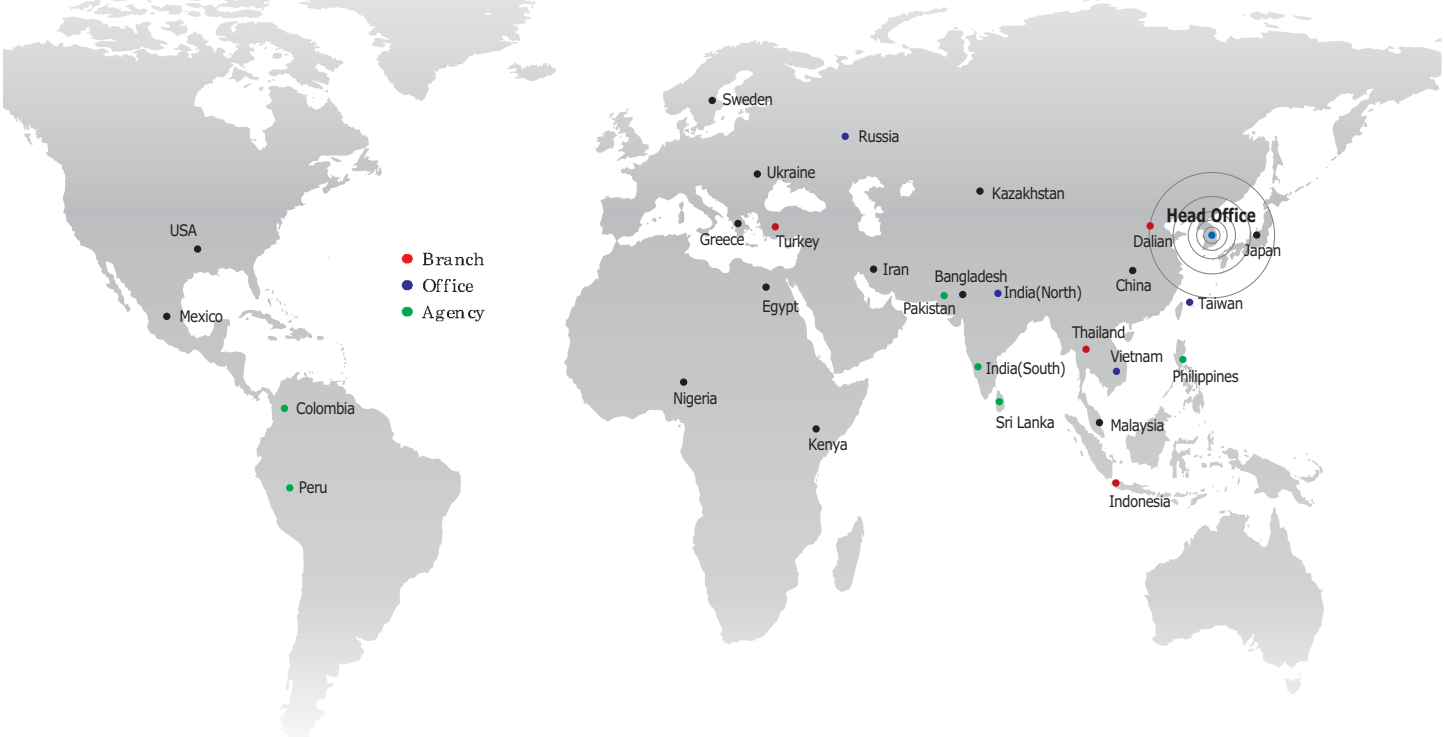 Sweden
Russia
Ukraine
Kazakhstan
Head Office
USA
Greece
Turkey
Dalian
Japan
Branch
Iran
Bangladesh
China
Office
India(North)
Egypt
Pakistan
Taiwan
Agency
Mexico
Thailand
Vietnam
India(South)
Philippines
Nigeria
Colombia
Sri Lanka
Malaysia
Kenya
Peru
Indonesia